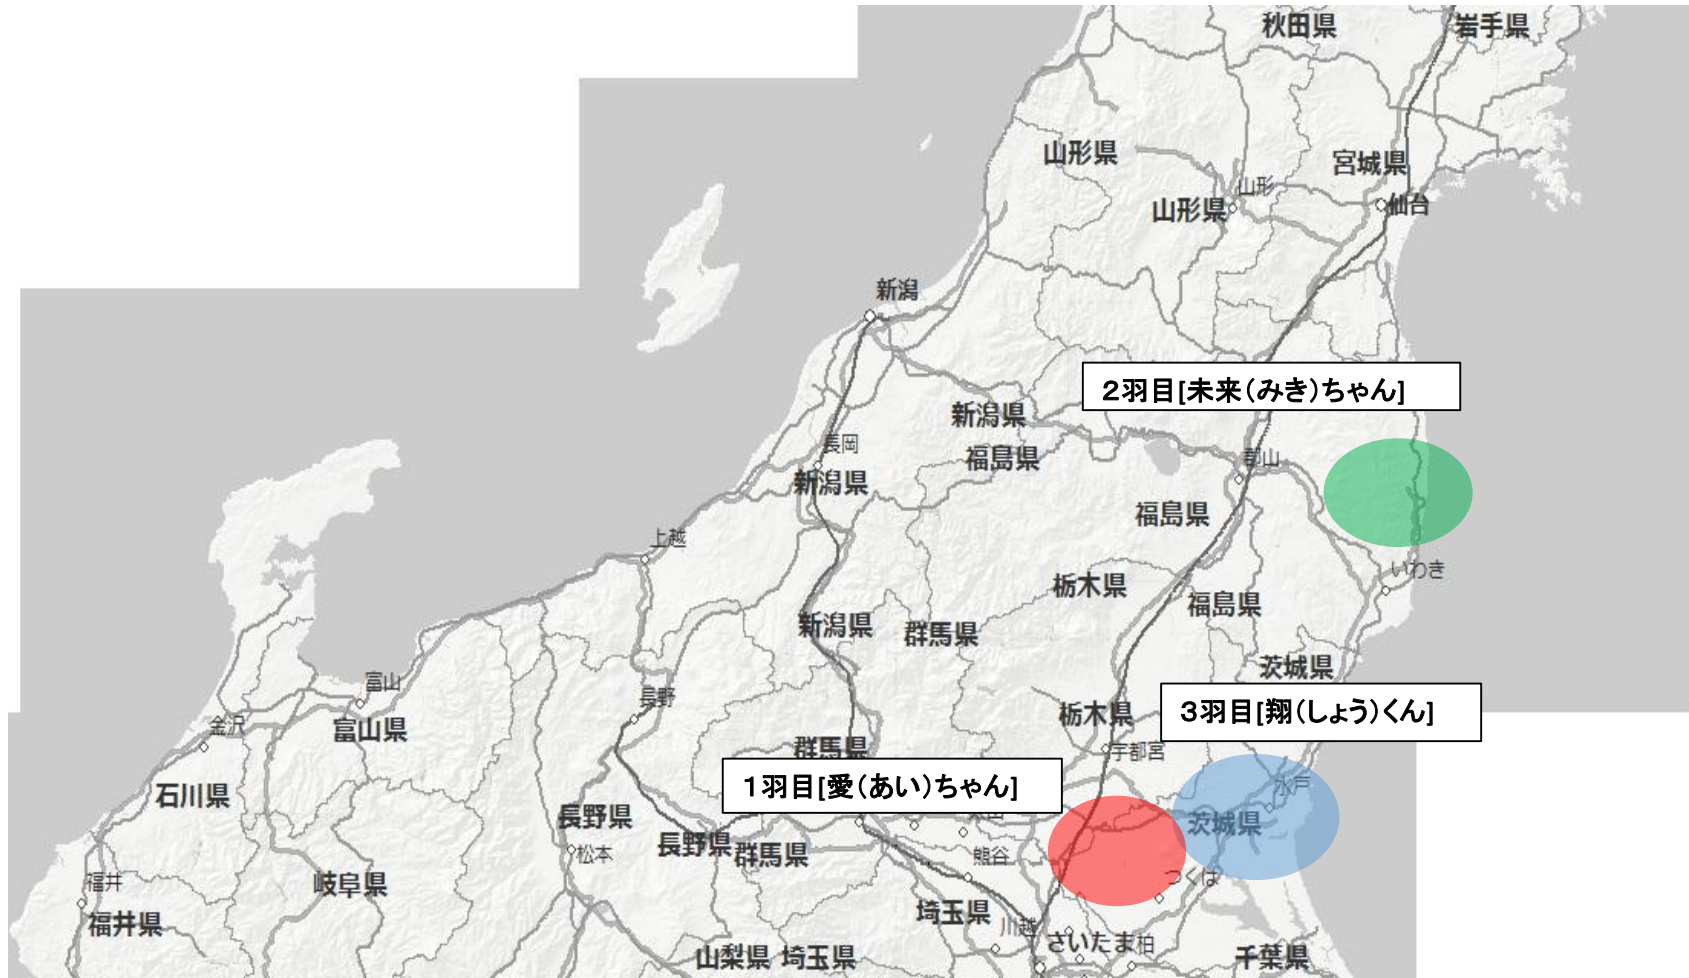 秋田県
岩手県
山形県
宮城県
山形
山形県
仙台
新潟
2羽目[未来(みき)ちゃん]
新潟県
長岡
福島県
郡山
新潟県
福島県
上越
いわき
栃木県
福島県
新潟県
群馬県
茨城県
富山
長野
3羽目[翔(しょう)くん]
金沢
富山県
栃木県
群馬県
宇都宮
1羽目[愛(あい)ちゃん]
水戸
石川県
長野県
茨城県
長野県
群馬県
松本
熊谷
つくば
福井
岐阜県
福井県
埼玉県
川越
さいたま
柏
山梨県
埼玉県
千葉県